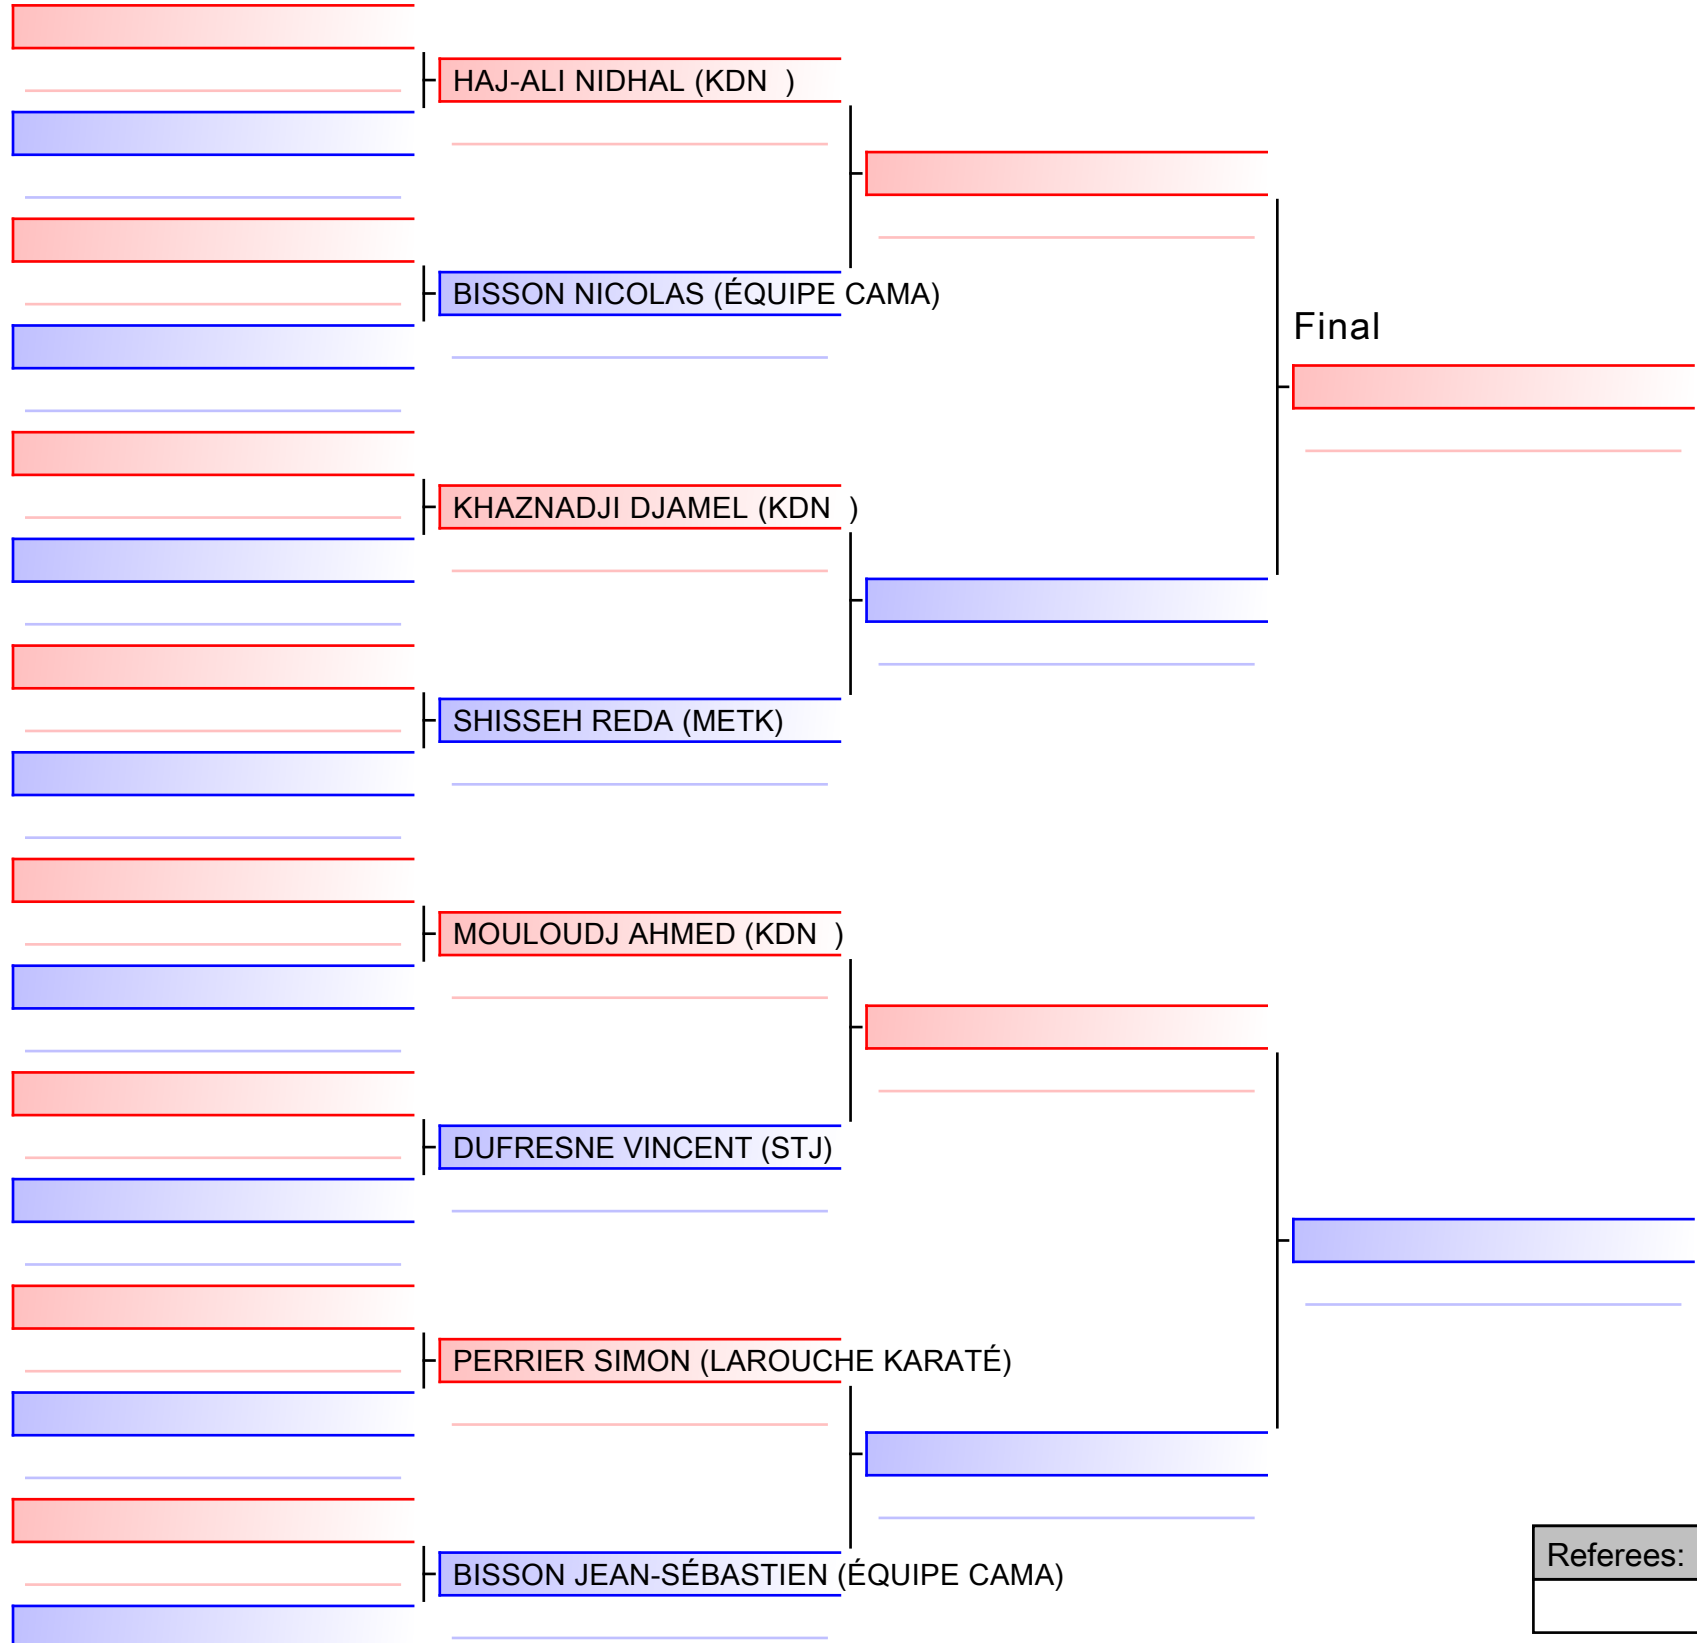 HAJ-ALI NIDHAL (KDN  )
BISSON NICOLAS (ÉQUIPE CAMA)
Final
KHAZNADJI DJAMEL (KDN  )
SHISSEH REDA (METK)
MOULOUDJ AHMED (KDN  )
DUFRESNE VINCENT (STJ)
PERRIER SIMON (LAROUCHE KARATÉ)
BISSON JEAN-SÉBASTIEN (ÉQUIPE CAMA)
Referees: